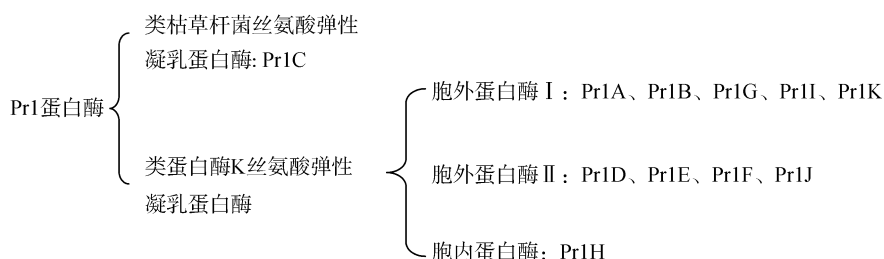 类枯草杆菌丝氨酸弹性
凝乳蛋白酶: Pr1C
Pr1蛋白酶
胞外蛋白酶Ⅰ：Pr1A、Pr1B、Pr1G、Pr1I、Pr1K
类蛋白酶K丝氨酸弹性
凝乳蛋白酶
胞外蛋白酶Ⅱ：Pr1D、Pr1E、Pr1F、Pr1J
胞内蛋白酶：Pr1H